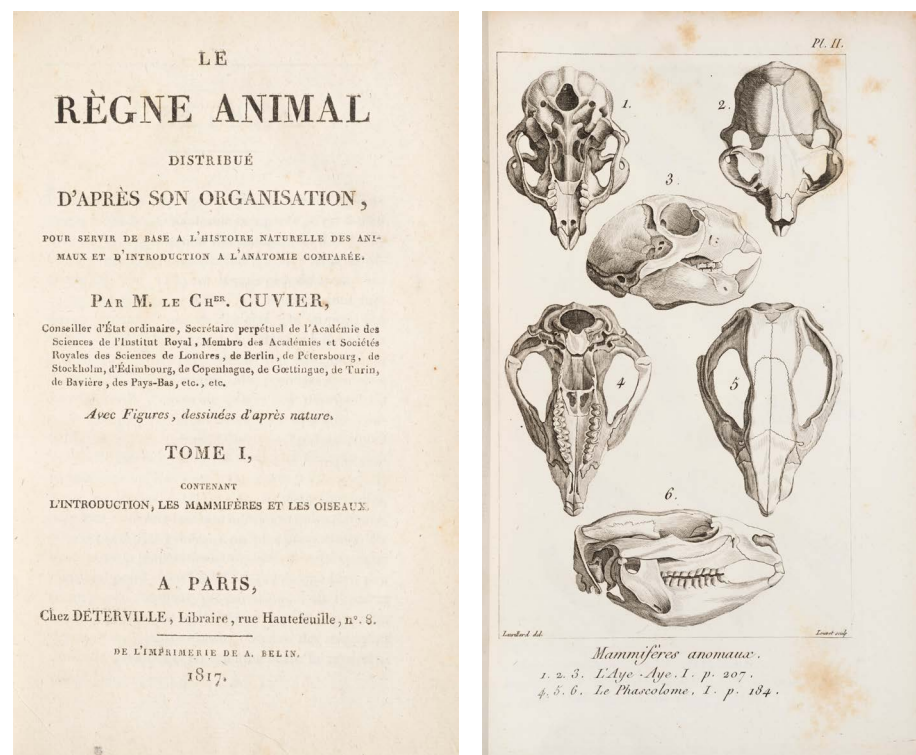 LE
RÈGNE ANIMAL
DISTRIBUÉ
D'APRÈS SON ORGANISATION,
POUR SERVIR DE BASE A L'HISTOIRE NATURELLE DES ANI-
MAUX ET D'INTRODUCTION A L'ANATOMIE COMPARÉE.
PAR M. LE CHER. CUVIER,
Conseiller d'État ordinaire, Secrétaire perpétuel de l'Académie des
Sciences de l'Institut Royal, Membre des Académies et Sociétés
Royales des Sciences de Londres, de Berlin, de Pétersbourg, de
Stockholm, d'Édimbourg, de Copenhague, de Gœttingue, de Turin,
de Bavière, des Pays-Bas, etc., etc.
Avec Figures, dessinées d'après nature.
TOME I,
CONTENANT
L'INTRODUCTION, LES MAMMIFÈRES ET LES OISEAUX.
A PARIS,
Chez DETERVILLE, Libraire, rue Hautefeuille, n°. 8.
DE L'IMPRIMERIE DE A. BELIN.
1817.
Pl. II.
1.
2.
3.
4
5
6.
Laurillard del.
sculp
Mammifères anomaux.
1. 2. 3. L'Aye-Aye. I. p. 207.
4. 5. 6. Le Phascolome, I. p. 184.